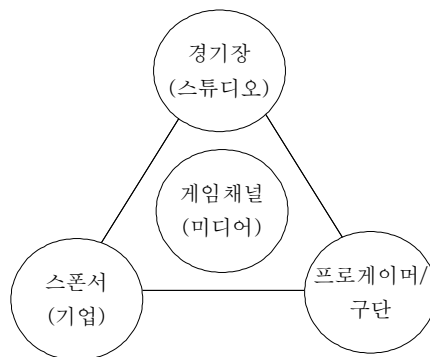 경기장
(스튜디오)
게임채널
(미디어)
스폰서
(기업)
프로게이머/
구단